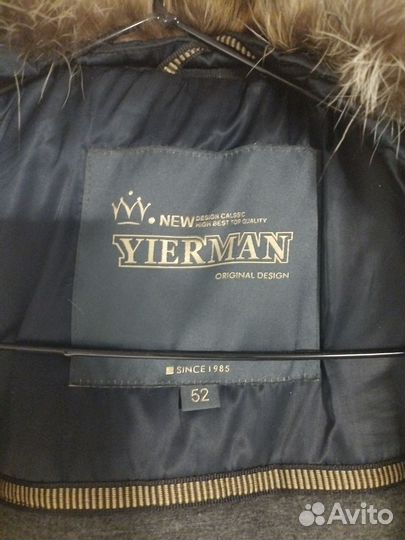 NEW DESIGN CALSSC
HIGH BEST TOP QUALITY
YIERMAN
ORIGINAL DESIGN
SINCE 1985
52
Avito